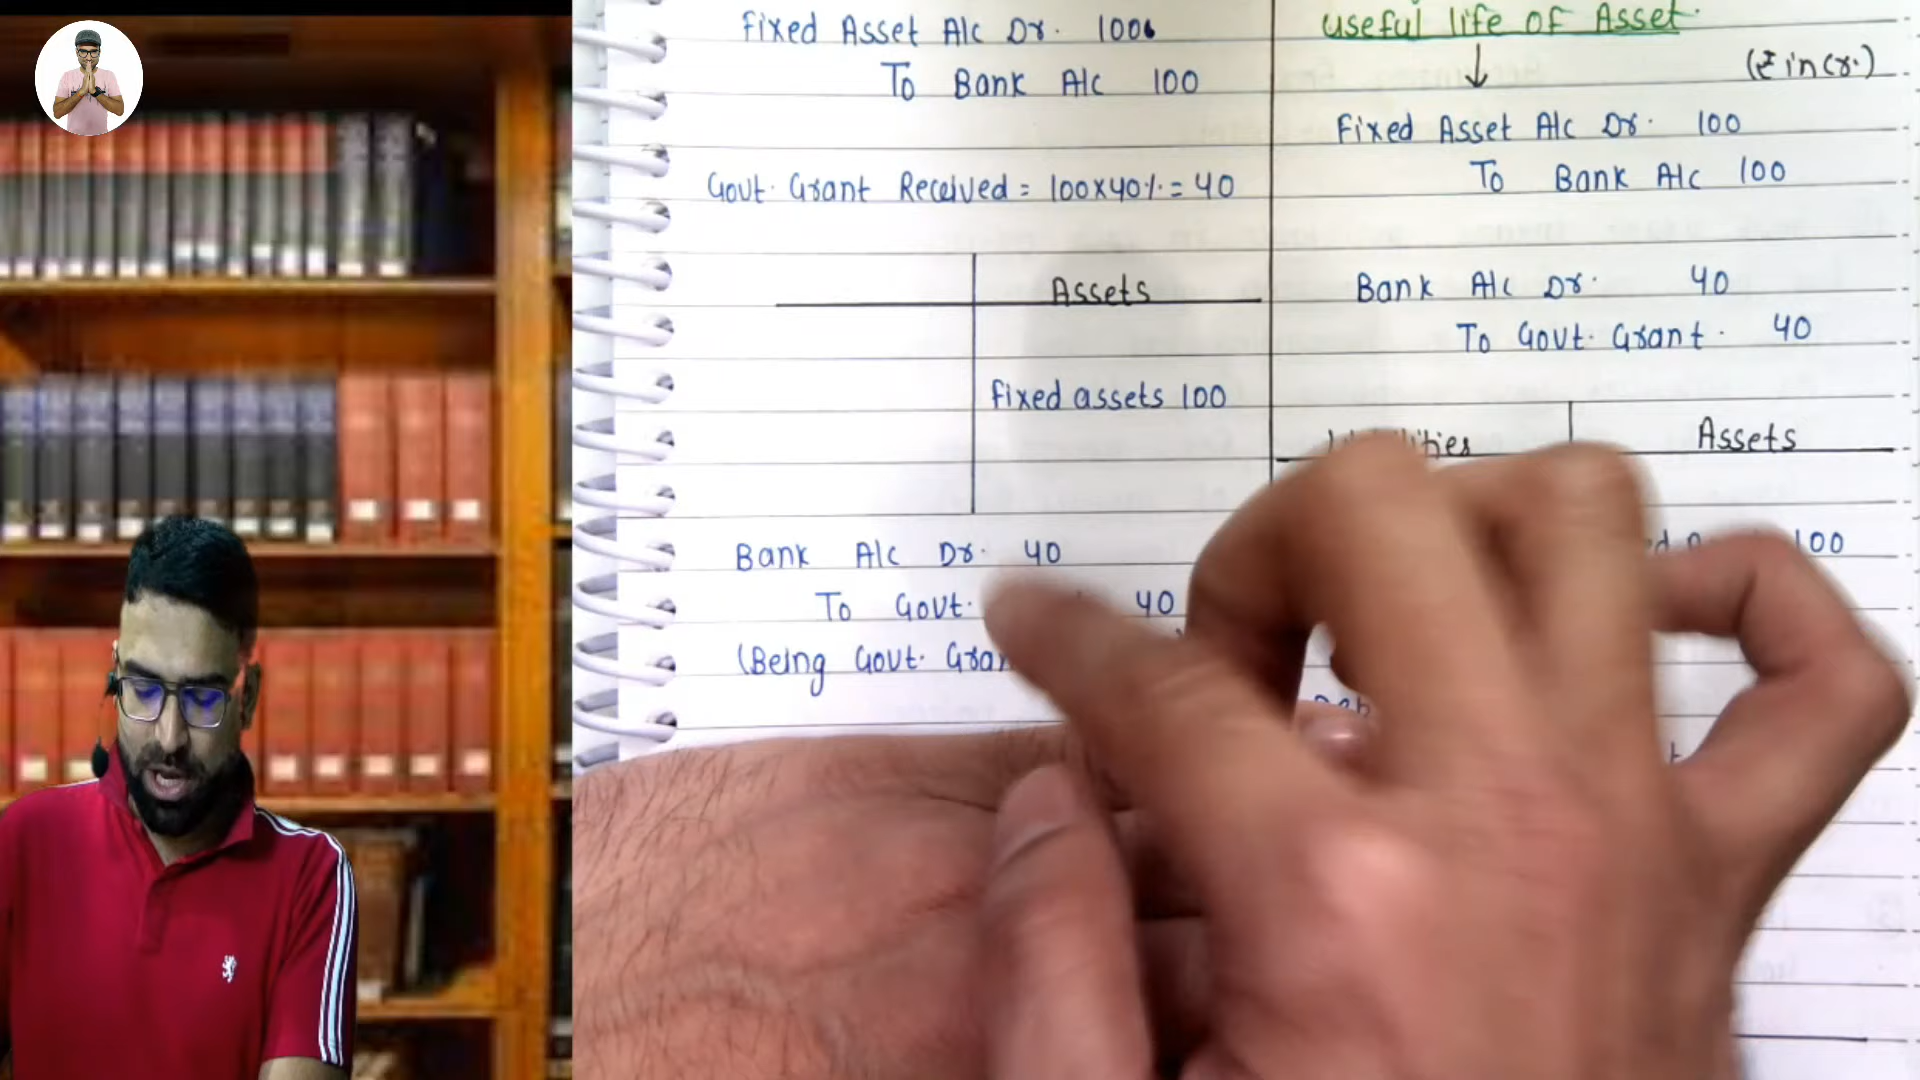 Fixed Asset A/c Dr. 100
To Bank A/c 100
Govt. Grant Received = 100x40%. = 40
Assets
Fixed assets 100
Bank A/c Dr. 40
To Govt. 40
(Being Govt.
useful life of Asset.
(₹ in cr.)
Fixed Asset A/c Dr. 100
To Bank A/c 100
Bank A/c Dr. 40
To Govt. Grant. 40
Assets
100